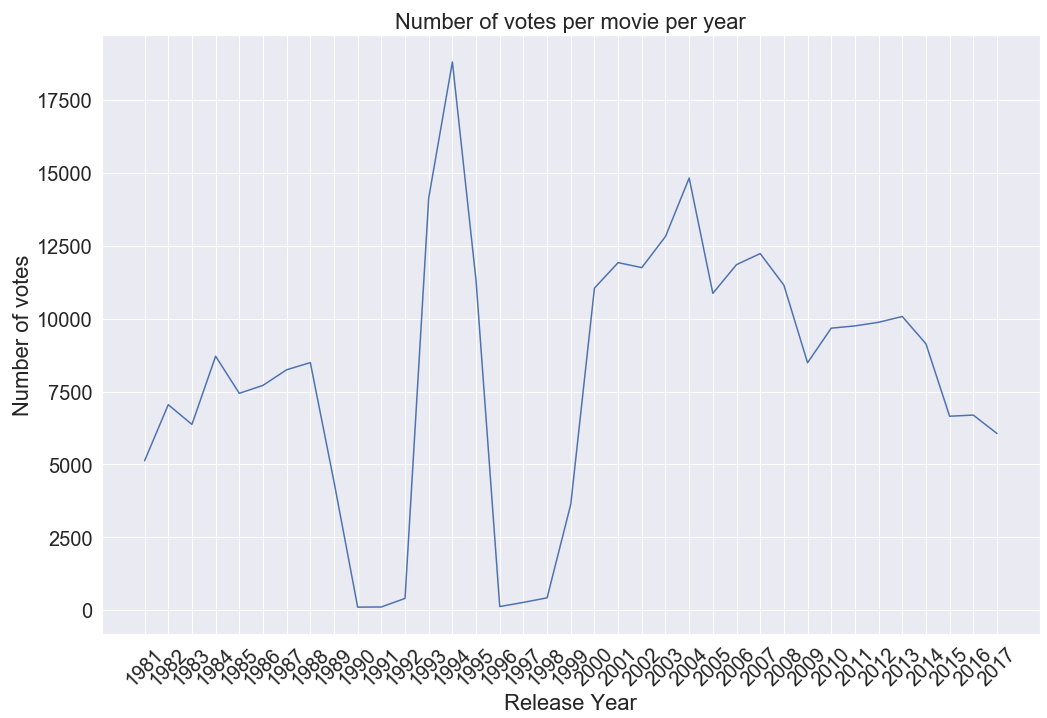 Number of votes per movie per year
Number of votes
17500
15000
12500
10000
7500
5000
2500
0
1981 1982 1983 1984 1985 1986 1987 1988 1989 1990 1991 1992 1993 1994 1995 1996 1997 1998 1999 2000 2001 2002 2003 2004 2005 2006 2007 2008 2009 2010 2011 2012 2013 2014 2015 2016 2017
Release Year